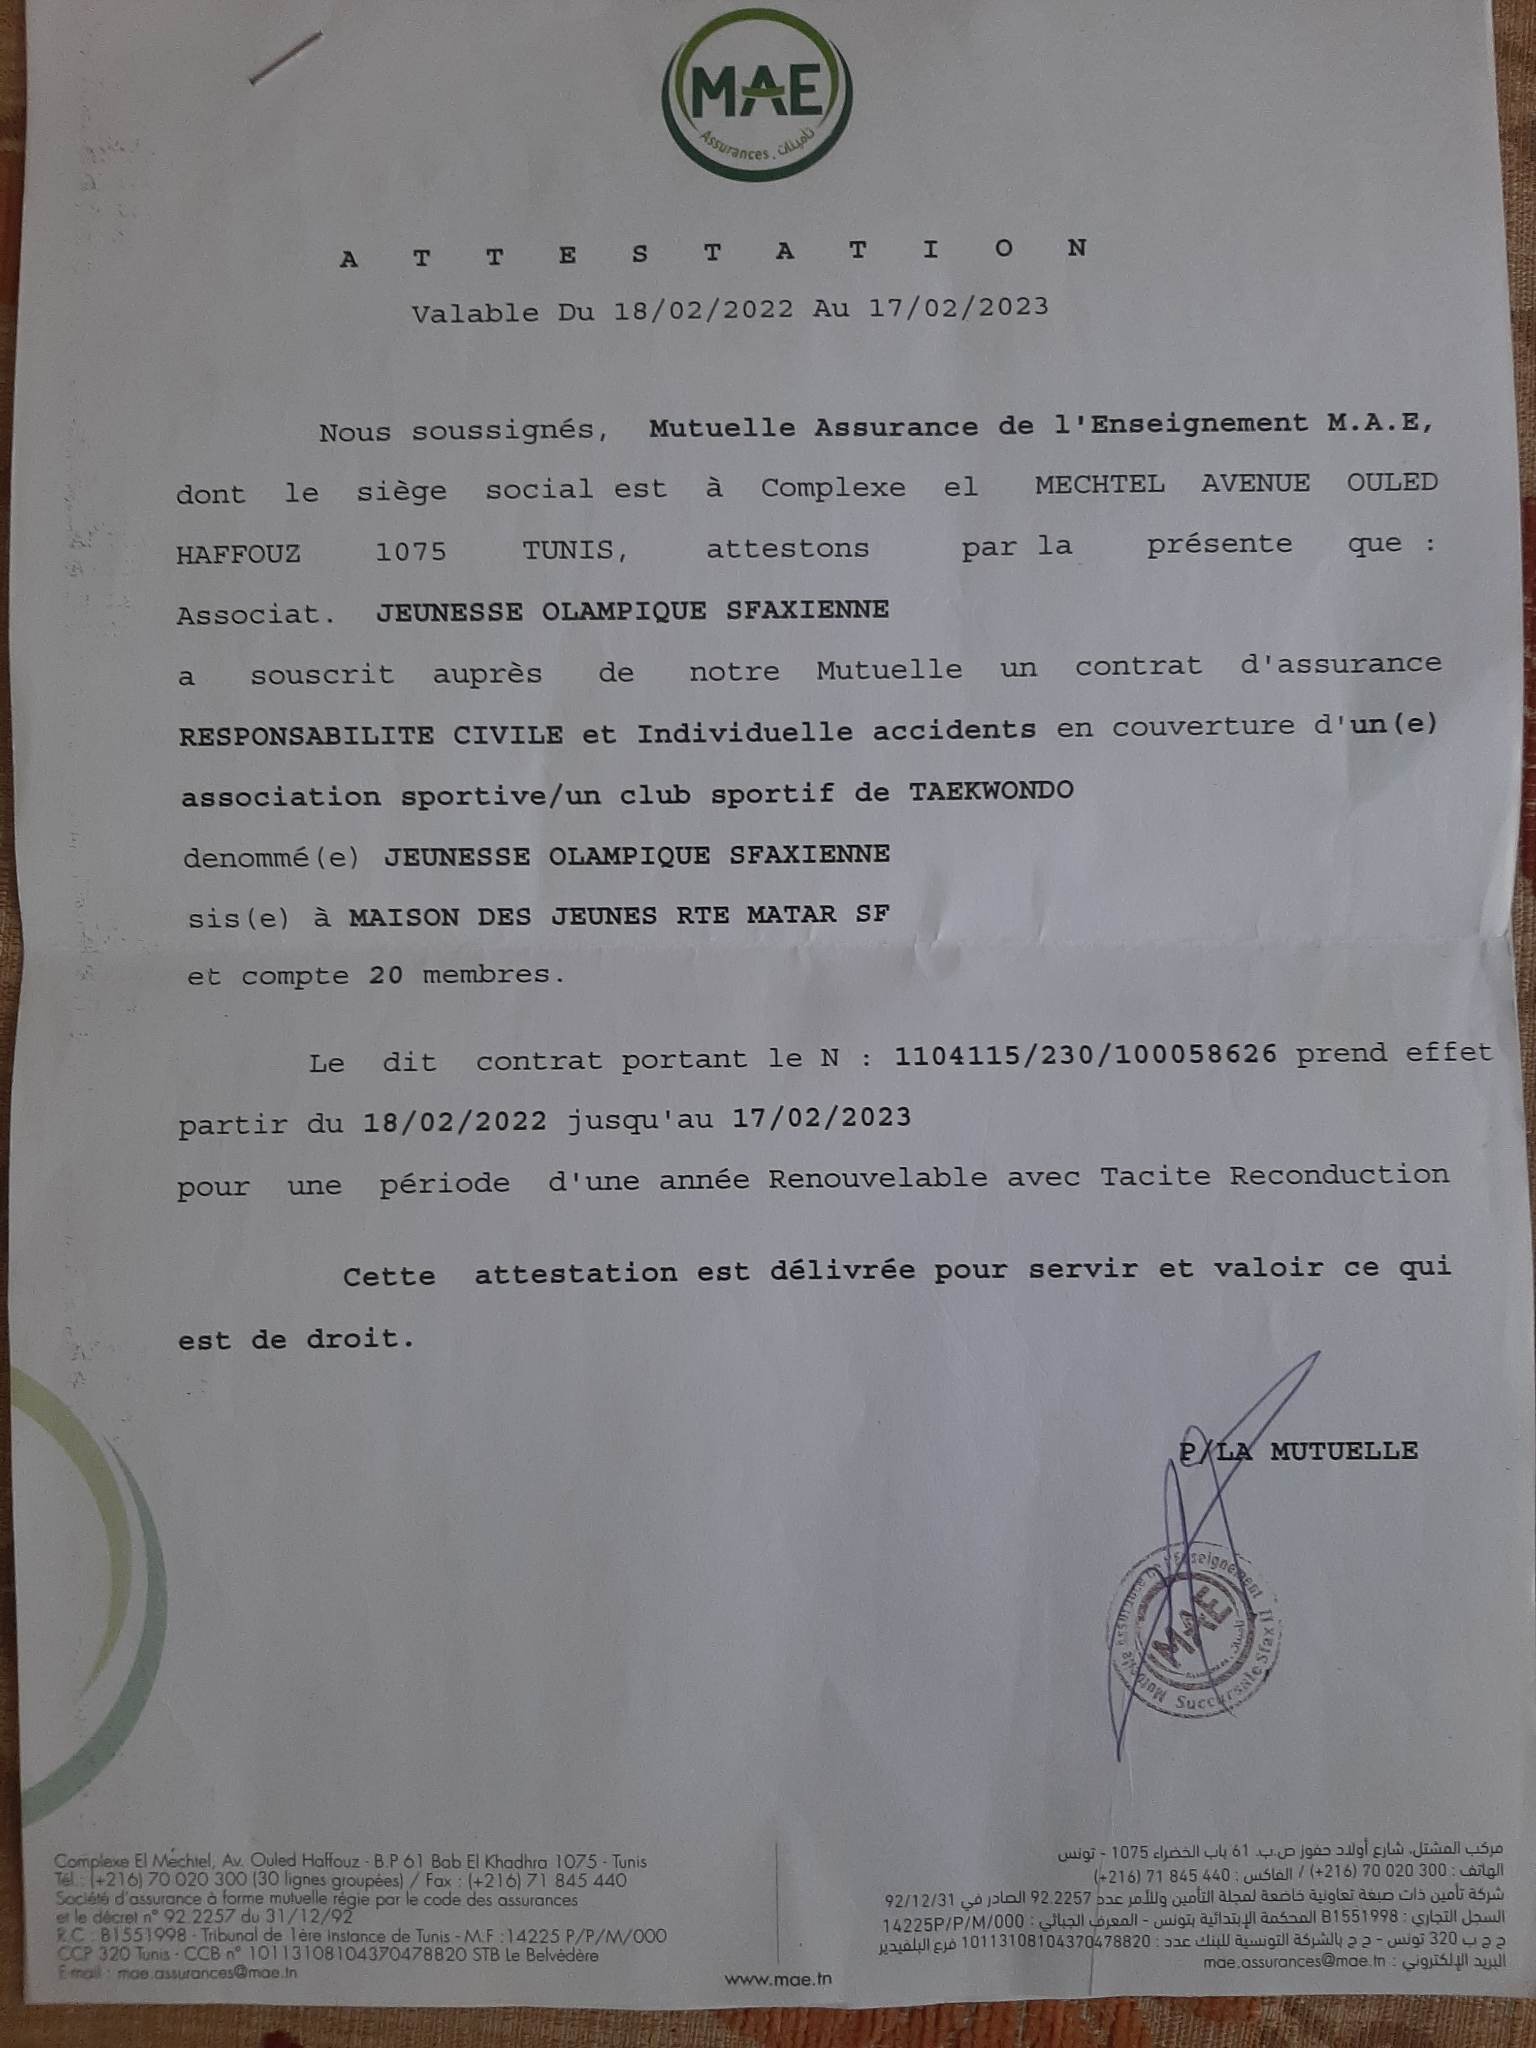 MAE
Assurances . تأمينات
A T T E S T A T I O N
Valable Du 18/02/2022 Au 17/02/2023
Nous soussignés, Mutuelle Assurance de l'Enseignement M.A.E,
dont le siège social est à Complexe el MECHTEL AVENUE OULED
HAFFOUZ 1075 TUNIS, attestons par la présente que :
Associat. JEUNESSE OLAMPIQUE SFAXIENNE
a souscrit auprès de notre Mutuelle un contrat d'assurance
RESPONSABILITE CIVILE et Individuelle accidents en couverture d'un(e)
association sportive/un club sportif de TAEKWONDO
denommé(e) JEUNESSE OLAMPIQUE SFAXIENNE
sis(e) à MAISON DES JEUNES RTE MATAR SF
et compte 20 membres.
Le dit contrat portant le N : 1104115/230/100058626 prend effet
partir du 18/02/2022 jusqu'au 17/02/2023
pour une période d'une année Renouvelable avec Tacite Reconduction
Cette attestation est délivrée pour servir et valoir ce qui
est de droit.
P/LA MUTUELLE
Mutuelle assurance de l'Enseignement
MAE
Succursale Sfax II
Complexe El Mechtel, Av. Ouled Haffouz - B.P 61 Bab El Khadhra 1075 - Tunis
Tél.: (+216) 70 020 300 (30 lignes groupées) / Fax : (+216) 71 845 440
Société d'assurance à forme mutuelle régie par le code des assurances
et le décret n° 92.2257 du 31/12/92
R.C : B1551998 - Tribunal de 1ère Instance de Tunis - M.F :14225 P/P/M/000
CCP 320 Tunis - CCB n° 10113108104370478820 STB Le Belvédère
E-mail : mae.assurances@mae.tn
www.mae.tn
مركب المشتل، شارع أولاد حفوز ص.ب. 61 باب الخضراء 1075 - تونس
الهاتف : 300 020 70 (216+) / الفاكس : 440 845 71 (216+)
شركة تأمين ذات صبغة تعاونية خاضعة لمجلة التأمين وللأمر عدد 92.2257 الصادر في 92/12/31
السجل التجاري : B1551998 المحكمة الإبتدائية بتونس - المعرف الجبائي : 14225P/P/M/000
ج ج ب 320 تونس - ج ج بالشركة التونسية للبنك عدد : 10113108104370478820 فرع البلفيدير
البريد الإلكتروني : mae.assurances@mae.tn